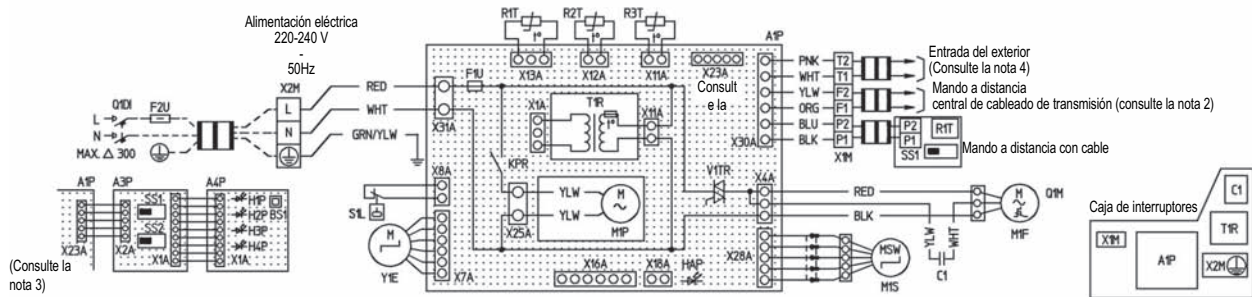 Alimentación eléctrica
220-240 V
-
50Hz
Q1DI
F2U
L
N
MAX. △ 300
X2M
L
N
RED
WHT
GRN/YLW
X31A
F1U
R1T
R2T
R3T
t°
t°
t°
X13A
X12A
X11A
X23A
A1P
Consult
e la
X1A
T1R
t°
X11A
KPR
YLW
YLW
M
X25A
M1P
V1TR
X8A
S1L
M
Y1E
X7A
X16A
X18A
HAP
X28A
X4A
RED
BLK
YLW
WHT
C1
Q1M
M
M1F
MSW
M1S
PNK
WHT
YLW
ORG
BLU
BLK
X30A
T2
T1
F2
F1
P2
P1
X1M
Entrada del exterior
(Consulte la nota 4)
Mando a distancia
central de cableado de transmisión (consulte la nota 2)
P2
P1
R1T
SS1
Mando a distancia con cable
A1P
A3P
A4P
SS1
SS2
X23A
X2A
X1A
X1A
H1P
H2P
H3P
H4P
BS1
(Consulte la
nota 3)
Caja de interruptores
C1
X1M
A1P
T1R
X2M